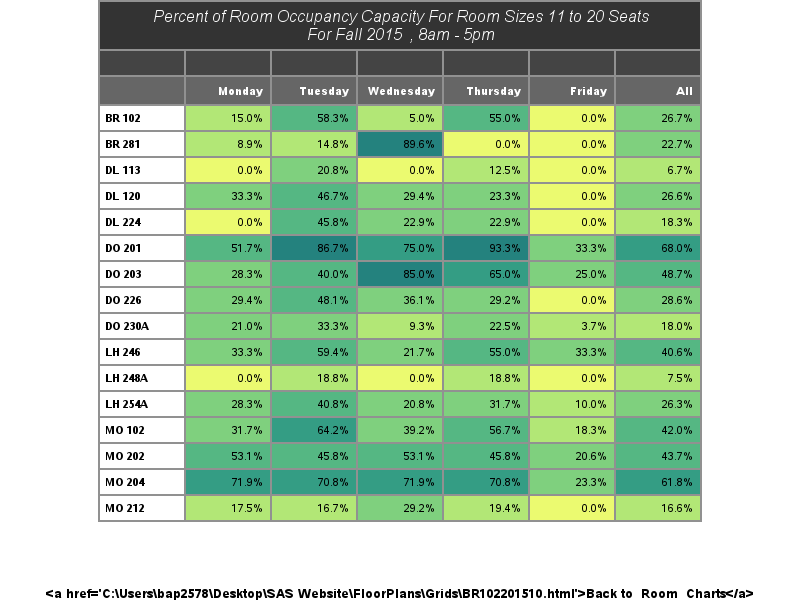 Percent of Room Occupancy Capacity For Room Sizes 11 to 20 Seats
For Fall 2015 , 8am - 5pm
Monday Tuesday Wednesday Thursday Friday All
BR 102 15.0% 58.3% 5.0% 55.0% 0.0% 26.7%
BR 281 8.9% 14.8% 89.6% 0.0% 0.0% 22.7%
DL 113 0.0% 20.8% 0.0% 12.5% 0.0% 6.7%
DL 120 33.3% 46.7% 29.4% 23.3% 0.0% 26.6%
DL 224 0.0% 45.8% 22.9% 22.9% 0.0% 18.3%
DO 201 51.7% 86.7% 75.0% 93.3% 33.3% 68.0%
DO 203 28.3% 40.0% 85.0% 65.0% 25.0% 48.7%
DO 226 29.4% 48.1% 36.1% 29.2% 0.0% 28.6%
DO 230A 21.0% 33.3% 9.3% 22.5% 3.7% 18.0%
LH 246 33.3% 59.4% 21.7% 55.0% 33.3% 40.6%
LH 248A 0.0% 18.8% 0.0% 18.8% 0.0% 7.5%
LH 254A 28.3% 40.8% 20.8% 31.7% 10.0% 26.3%
MO 102 31.7% 64.2% 39.2% 56.7% 18.3% 42.0%
MO 202 53.1% 45.8% 53.1% 45.8% 20.6% 43.7%
MO 204 71.9% 70.8% 71.9% 70.8% 23.3% 61.8%
MO 212 17.5% 16.7% 29.2% 19.4% 0.0% 16.6%
<a href='C:\Users\bap2578\Desktop\SAS Website\FloorPlans\Grids\BR102201510.html'>Back to Room Charts</a>